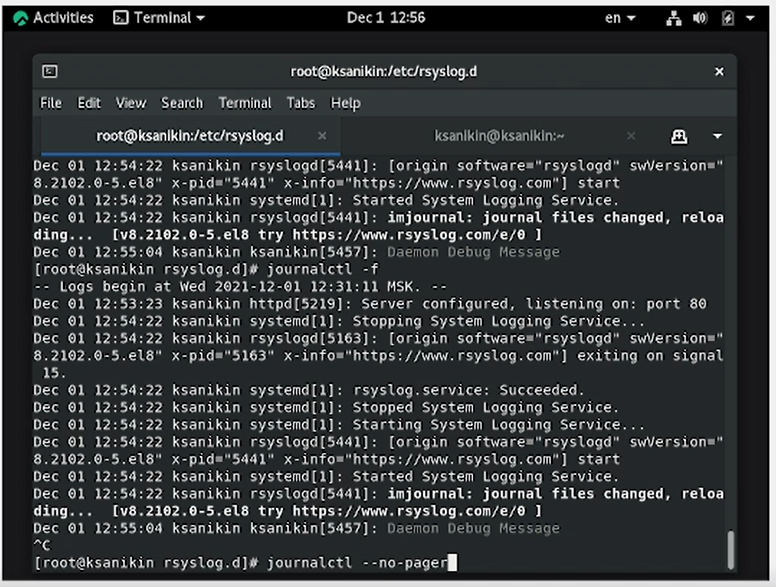 Activities Terminal Dec 1 12:56 en
root@ksanikin:/etc/rsyslog.d
File Edit View Search Terminal Tabs Help
root@ksanikin:/etc/rsyslog.d ksanikin@ksanikin:~
Dec 01 12:54:22 ksanikin rsyslogd[5441]: [origin software="rsyslogd" swVersion="
8.2102.0-5.el8" x-pid="5441" x-info="https://www.rsyslog.com"] start
Dec 01 12:54:22 ksanikin systemd[1]: Started System Logging Service.
Dec 01 12:54:22 ksanikin rsyslogd[5441]: imjournal: journal files changed, reloa
ding... [v8.2102.0-5.el8 try https://www.rsyslog.com/e/0 ]
Dec 01 12:55:04 ksanikin ksanikin[5457]: Daemon Debug Message
[root@ksanikin rsyslog.d]# journalctl -f
-- Logs begin at Wed 2021-12-01 12:31:11 MSK. --
Dec 01 12:53:23 ksanikin httpd[5219]: Server configured, listening on: port 80
Dec 01 12:54:22 ksanikin systemd[1]: Stopping System Logging Service...
Dec 01 12:54:22 ksanikin rsyslogd[5163]: [origin software="rsyslogd" swVersion="
8.2102.0-5.el8" x-pid="5163" x-info="https://www.rsyslog.com"] exiting on signal
15.
Dec 01 12:54:22 ksanikin systemd[1]: rsyslog.service: Succeeded.
Dec 01 12:54:22 ksanikin systemd[1]: Stopped System Logging Service.
Dec 01 12:54:22 ksanikin systemd[1]: Starting System Logging Service...
Dec 01 12:54:22 ksanikin rsyslogd[5441]: [origin software="rsyslogd" swVersion="
8.2102.0-5.el8" x-pid="5441" x-info="https://www.rsyslog.com"] start
Dec 01 12:54:22 ksanikin systemd[1]: Started System Logging Service.
Dec 01 12:54:22 ksanikin rsyslogd[5441]: imjournal: journal files changed, reloa
ding... [v8.2102.0-5.el8 try https://www.rsyslog.com/e/0 ]
Dec 01 12:55:04 ksanikin ksanikin[5457]: Daemon Debug Message
^C
[root@ksanikin rsyslog.d]# journalctl --no-pager